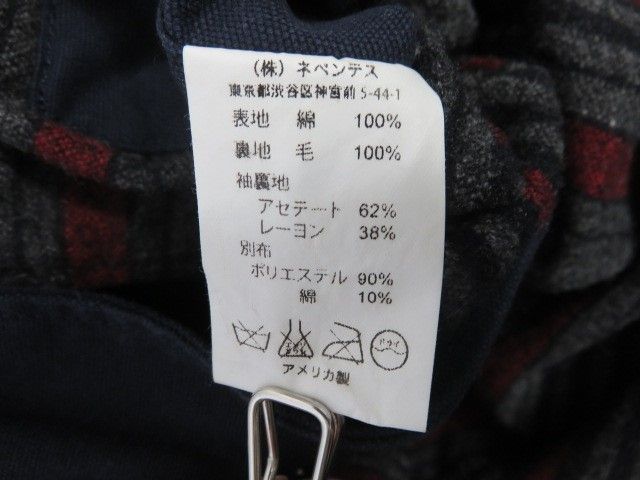 (株)ネペンテス
東京都渋谷区神宮前 5-44-1
表地 綿 100%
裏地 毛 100%
袖裏地
アセテート 62%
レーヨン 38%
別布
ポリエステル 90%
綿 10%
ドライ
アメリカ製